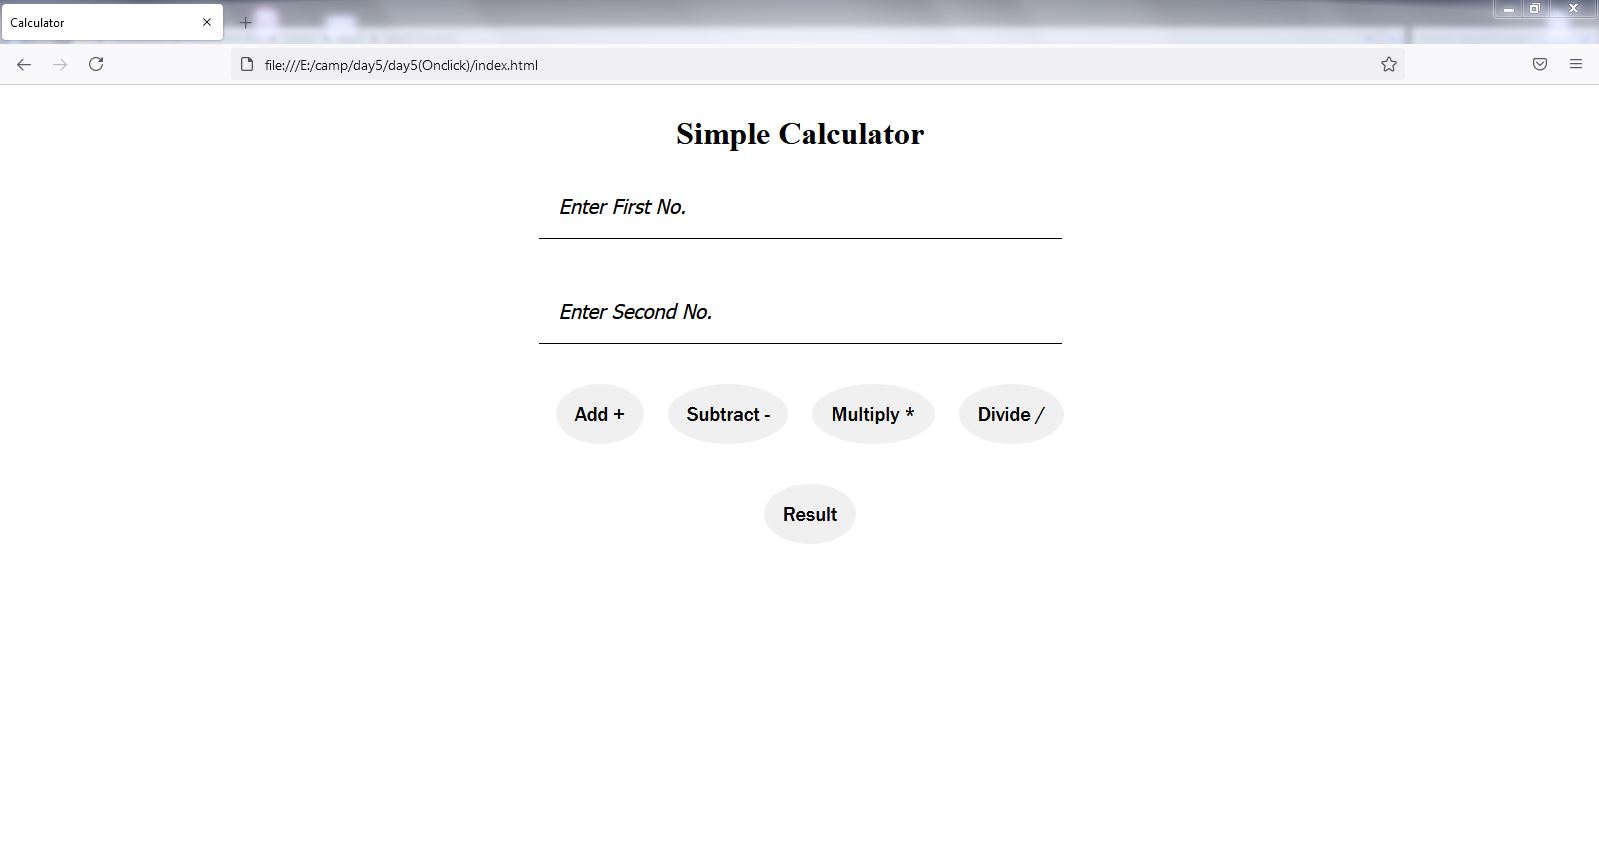 Calculator
file:///E:/camp/day5/day5(Onclick)/index.html
Simple Calculator
Enter First No.
Enter Second No.
Add + Subtract - Multiply * Divide /
Result